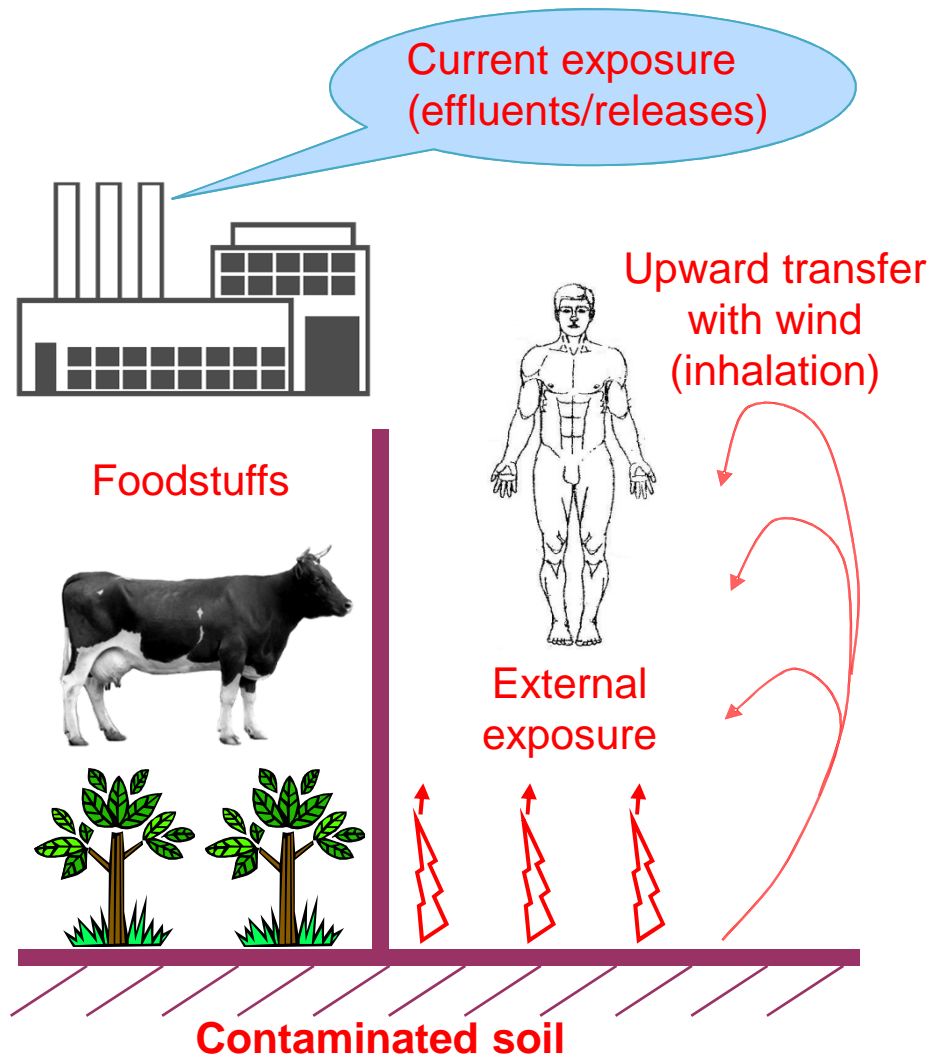 Current exposure
(effluents/releases)
Upward transfer
with wind
(inhalation)
Foodstuffs
External
exposure
Contaminated soil